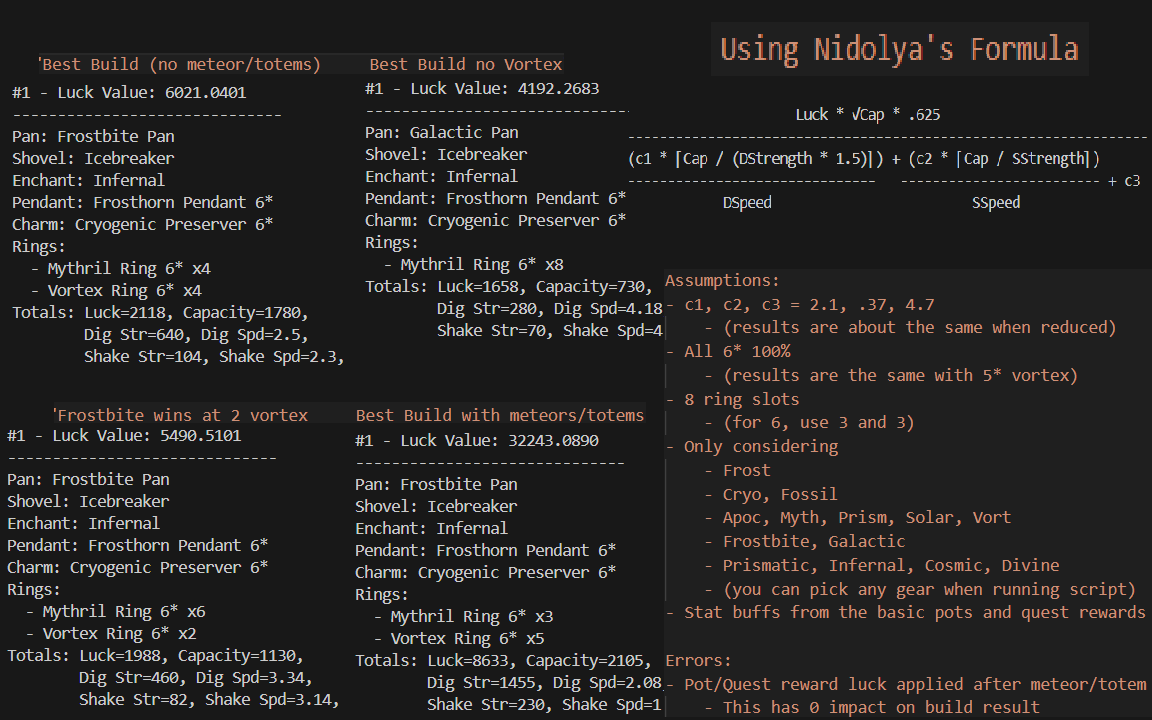 Using Nidolya's Formula
'Best Build (no meteor/totems)
#1 - Luck Value: 6021.0401
------------------------------
Pan: Frostbite Pan
Shovel: Icebreaker
Enchant: Infernal
Pendant: Frosthorn Pendant 6*
Charm: Cryogenic Preserver 6*
Rings:
- Mythril Ring 6* x4
- Vortex Ring 6* x4
Totals: Luck=2118, Capacity=1780,
Dig Str=640, Dig Spd=2.5,
Shake Str=104, Shake Spd=2.3,
Best Build no Vortex
#1 - Luck Value: 4192.2683
------------------------------
Pan: Galactic Pan
Shovel: Icebreaker
Enchant: Infernal
Pendant: Frosthorn Pendant 6*
Charm: Cryogenic Preserver 6*
Rings:
- Mythril Ring 6* x8
Totals: Luck=1658, Capacity=730,
Dig Str=280, Dig Spd=4.18
Shake Str=70, Shake Spd=4
'Frostbite wins at 2 vortex
#1 - Luck Value: 5490.5101
------------------------------
Pan: Frostbite Pan
Shovel: Icebreaker
Enchant: Infernal
Pendant: Frosthorn Pendant 6*
Charm: Cryogenic Preserver 6*
Rings:
- Mythril Ring 6* x6
- Vortex Ring 6* x2
Totals: Luck=1988, Capacity=1130,
Dig Str=460, Dig Spd=3.34,
Shake Str=82, Shake Spd=3.14,
Best Build with meteors/totems
#1 - Luck Value: 32243.0890
------------------------------
Pan: Frostbite Pan
Shovel: Icebreaker
Enchant: Infernal
Pendant: Frosthorn Pendant 6*
Charm: Cryogenic Preserver 6*
Rings:
- Mythril Ring 6* x3
- Vortex Ring 6* x5
Totals: Luck=8633, Capacity=2105,
Dig Str=1455, Dig Spd=2.08
Shake Str=230, Shake Spd=1
Luck * √Cap * .625
------------------------------------------------------------
(c1 * ⌈Cap / (DStrength * 1.5)⌉) + (c2 * ⌈Cap / SStrength⌉)
----------------------------- ----------------------- + c3
DSpeed SSpeed
Assumptions:
- c1, c2, c3 = 2.1, .37, 4.7
- (results are about the same when reduced)
- All 6* 100%
- (results are the same with 5* vortex)
- 8 ring slots
- (for 6, use 3 and 3)
- Only considering
- Frost
- Cryo, Fossil
- Apoc, Myth, Prism, Solar, Vort
- Frostbite, Galactic
- Prismatic, Infernal, Cosmic, Divine
- (you can pick any gear when running script)
- Stat buffs from the basic pots and quest rewards
Errors:
- Pot/Quest reward luck applied after meteor/totem
- This has 0 impact on build result